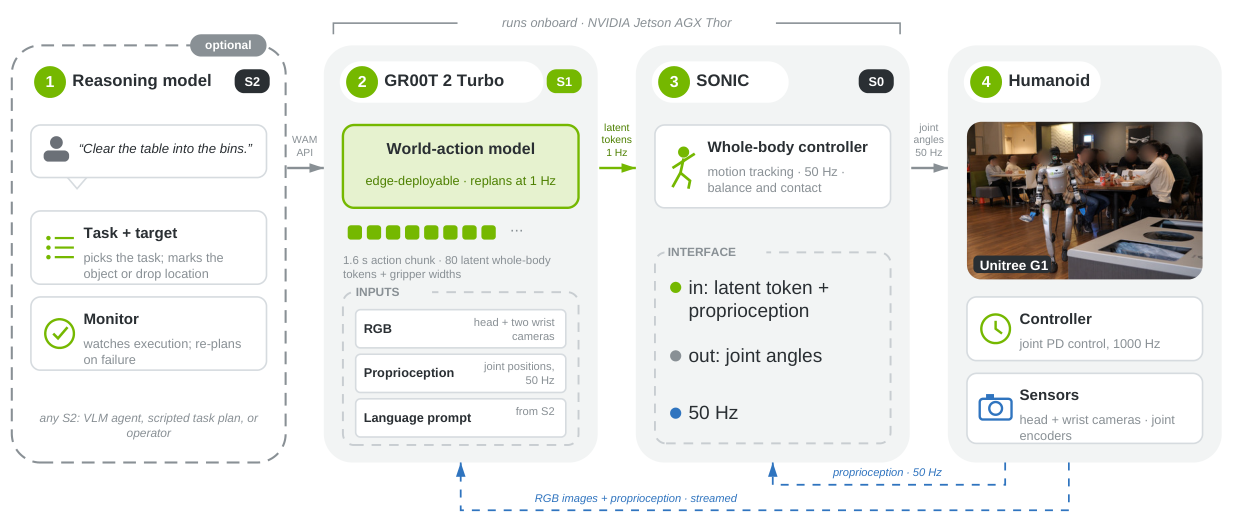 runs onboard · NVIDIA Jetson AGX Thor
optional
1 Reasoning model S2
“Clear the table into the bins.”
Task + target
picks the task; marks the
object or drop location
Monitor
watches execution; re-plans
on failure
any S2: VLM agent, scripted task plan, or
operator
WAM
API
2 GR00T 2 Turbo S1
World-action model
edge-deployable · replans at 1 Hz
...
1.6 s action chunk · 80 latent whole-body
tokens + gripper widths
INPUTS
RGB
head + two wrist
cameras
Proprioception
joint positions,
50 Hz
Language prompt
from S2
latent
tokens
1 Hz
3 SONIC S0
Whole-body controller
motion tracking · 50 Hz ·
balance and contact
INTERFACE
in: latent token +
proprioception
out: joint angles
50 Hz
joint
angles
50 Hz
4 Humanoid
Unitree G1
Controller
joint PD control, 1000 Hz
Sensors
head + wrist cameras · joint
encoders
proprioception · 50 Hz
RGB images + proprioception · streamed